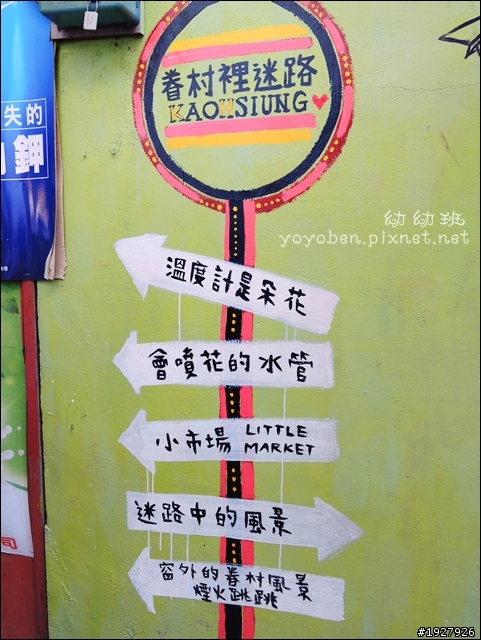 失的
鉀
眷村裡迷路
KAOHSIUNG
幼幼班
yoyoben.pixnet.net
溫度計是朵花
會噴花的水管
小市場 LITTLE
MARKET
迷路中的風景
窗外的眷村風景
煙火跳跳
司
#1927926